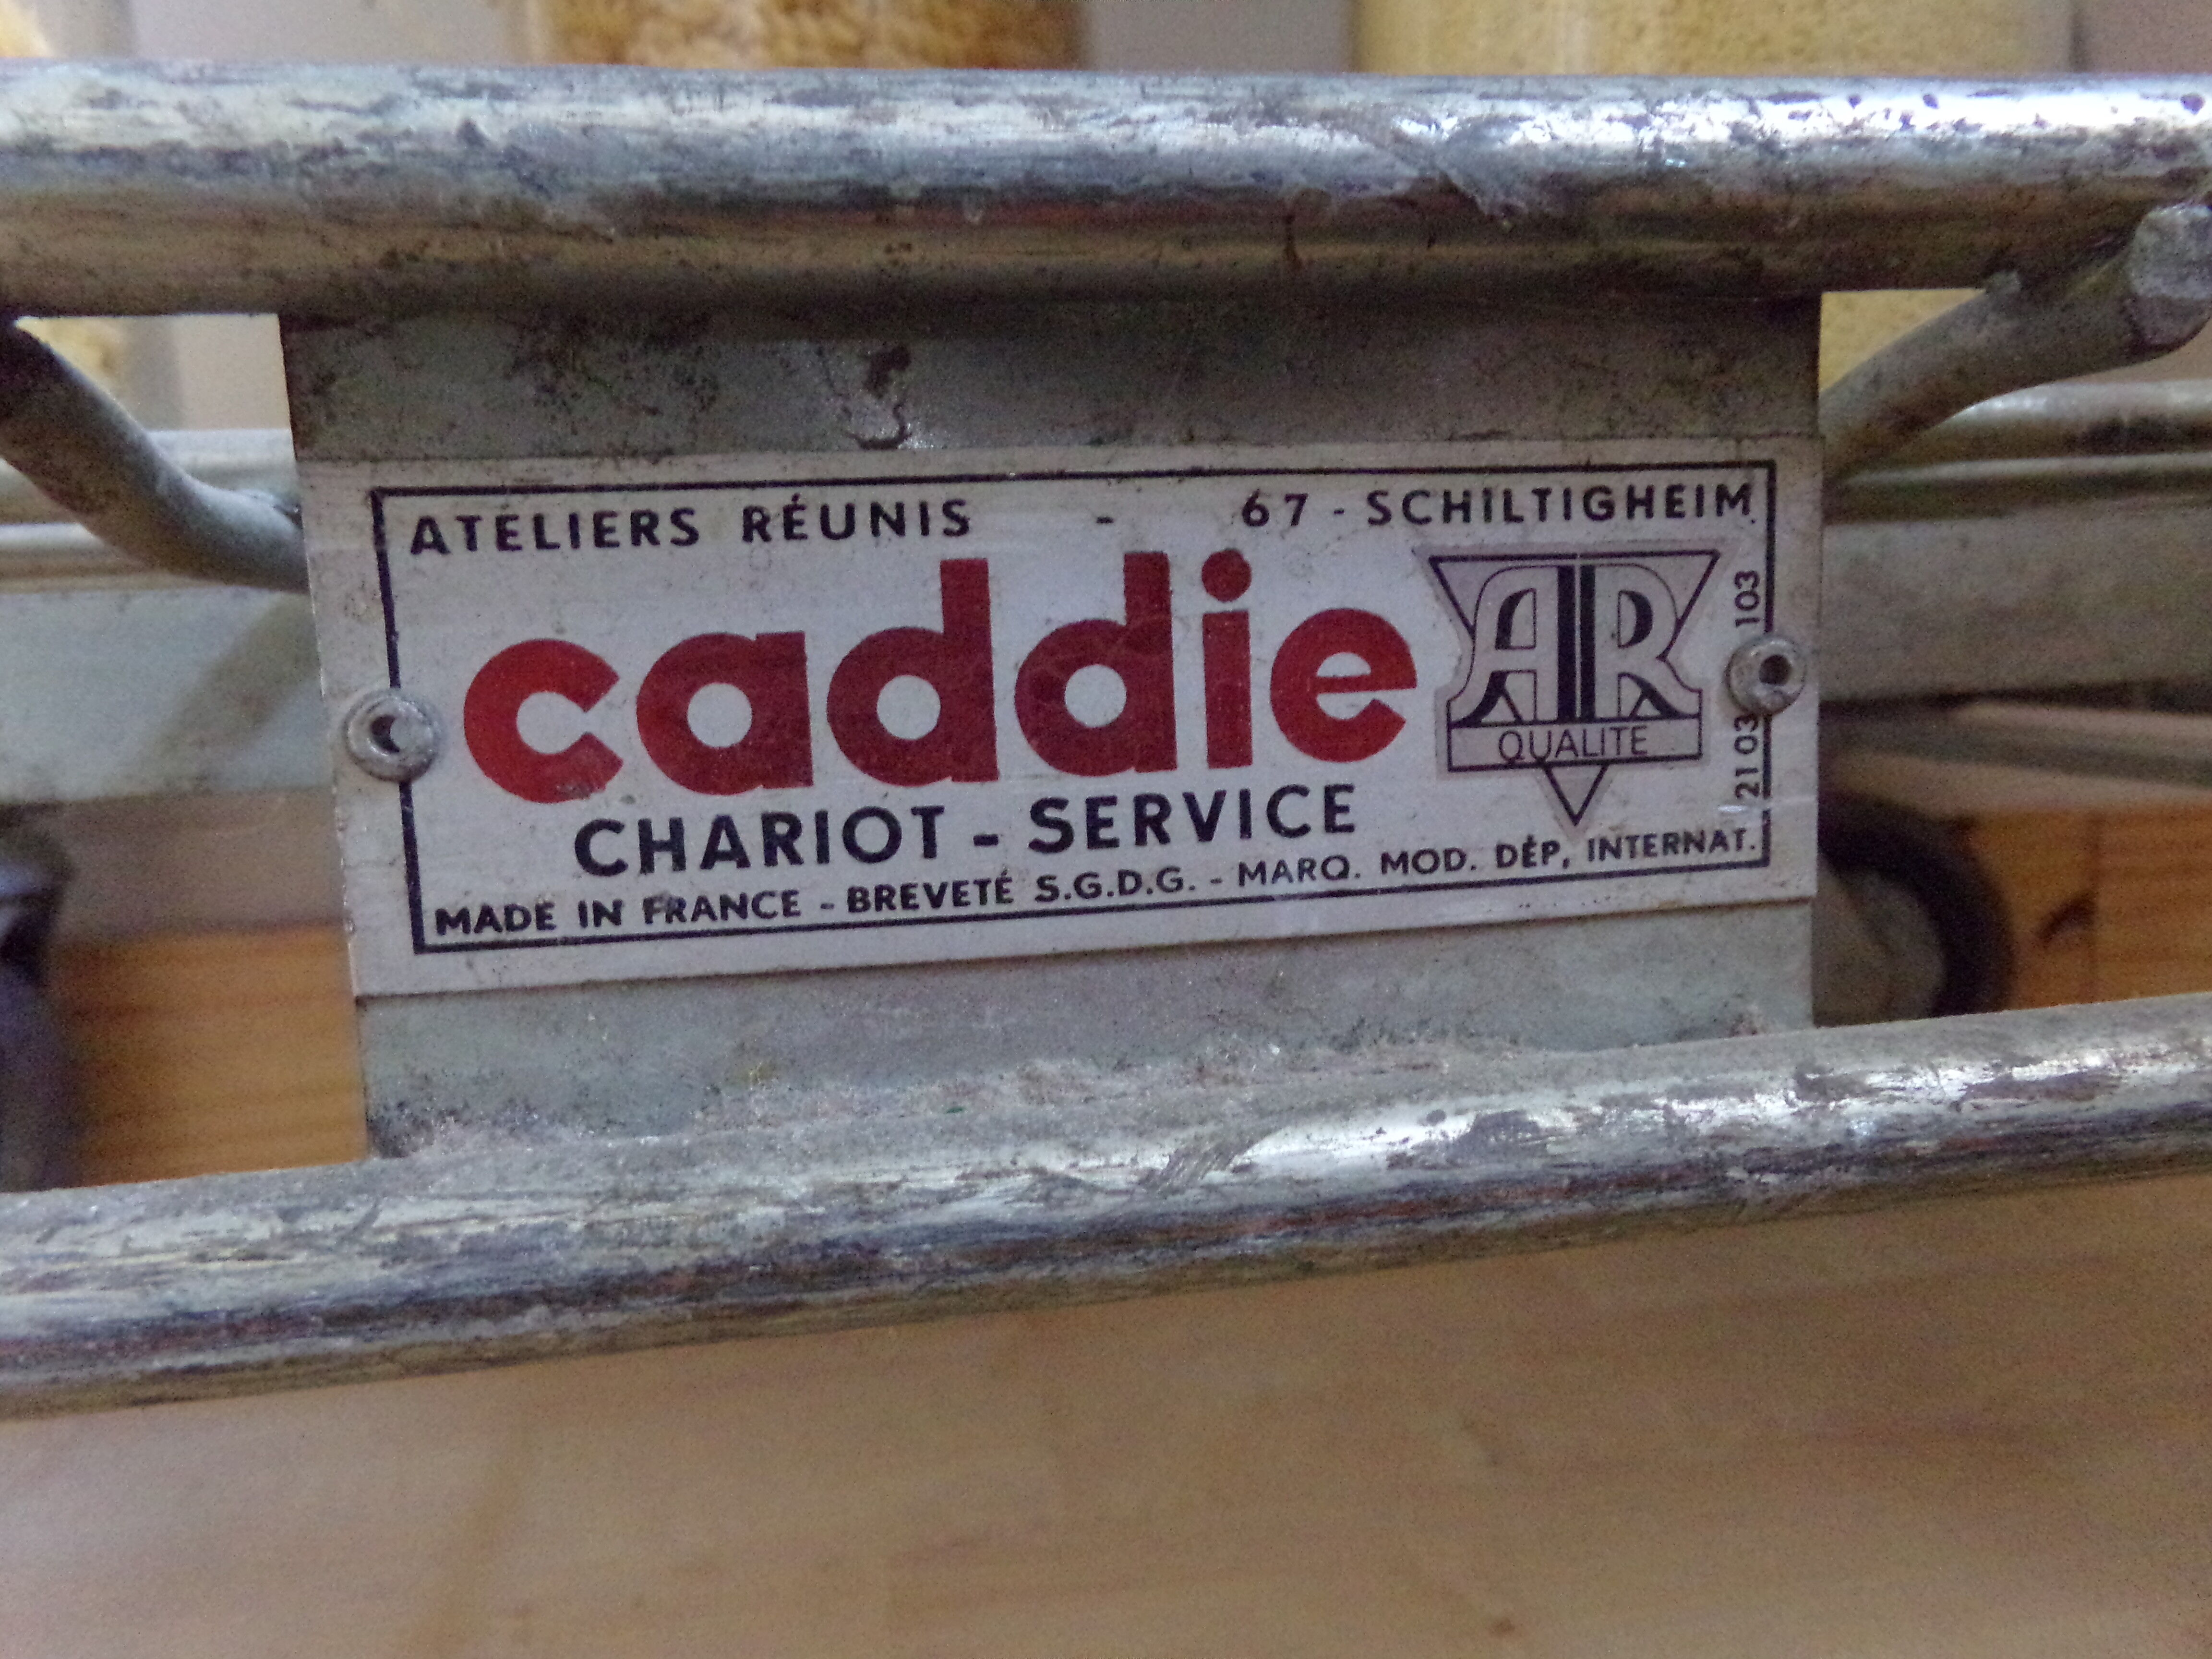 ATELIERS RÉUNIS - 67 - SCHILTIGHEIM
caddie
AR
QUALITÉ
CHARIOT - SERVICE
MADE IN FRANCE - BREVETÉ S.G.D.G. - MARQ. MOD. DÉP, INTERNAT.
21 03 103